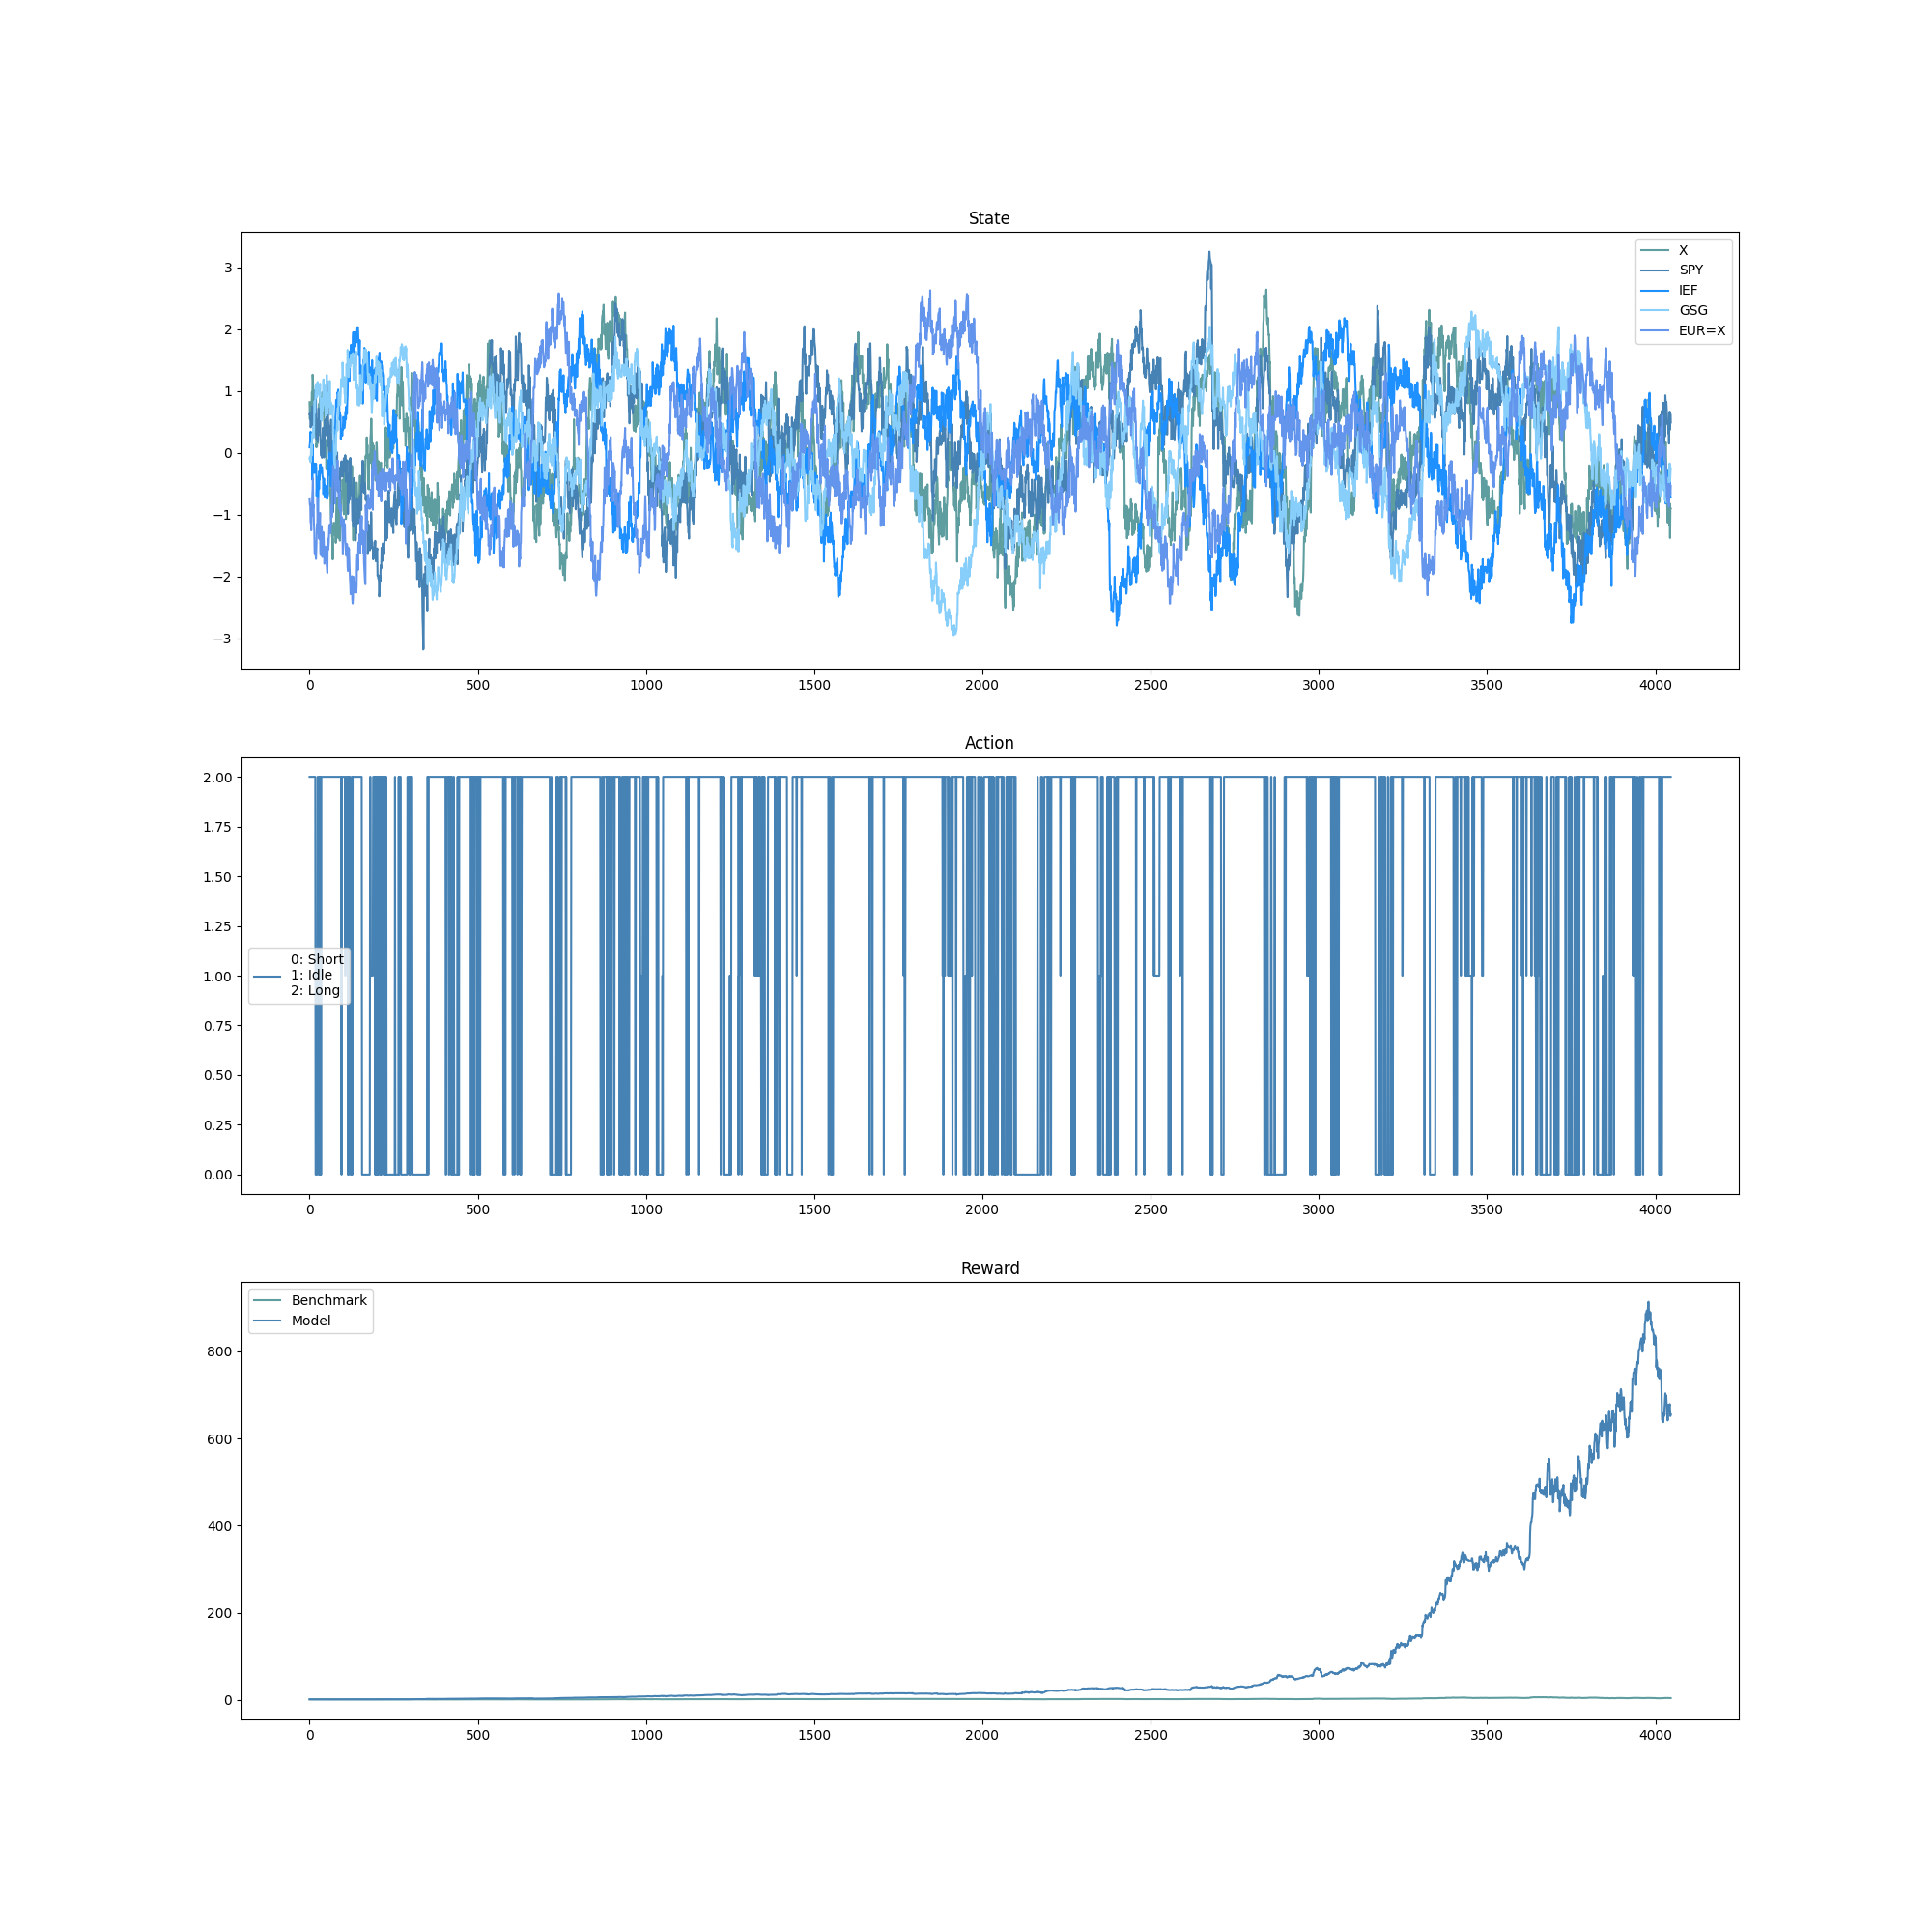 State
3
2
1
0
−1
−2
−3
X
SPY
IEF
GSG
EUR=X
0 500 1000 1500 2000 2500 3000 3500 4000
Action
2.00
1.75
1.50
1.25
1.00
0.75
0.50
0.25
0.00
0: Short
1: Idle
2: Long
0 500 1000 1500 2000 2500 3000 3500 4000
Reward
Benchmark
Model
800
600
400
200
0
0 500 1000 1500 2000 2500 3000 3500 4000